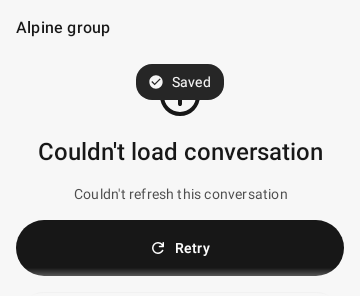 Alpine group
Saved
Couldn't load conversation
Couldn't refresh this conversation
Retry